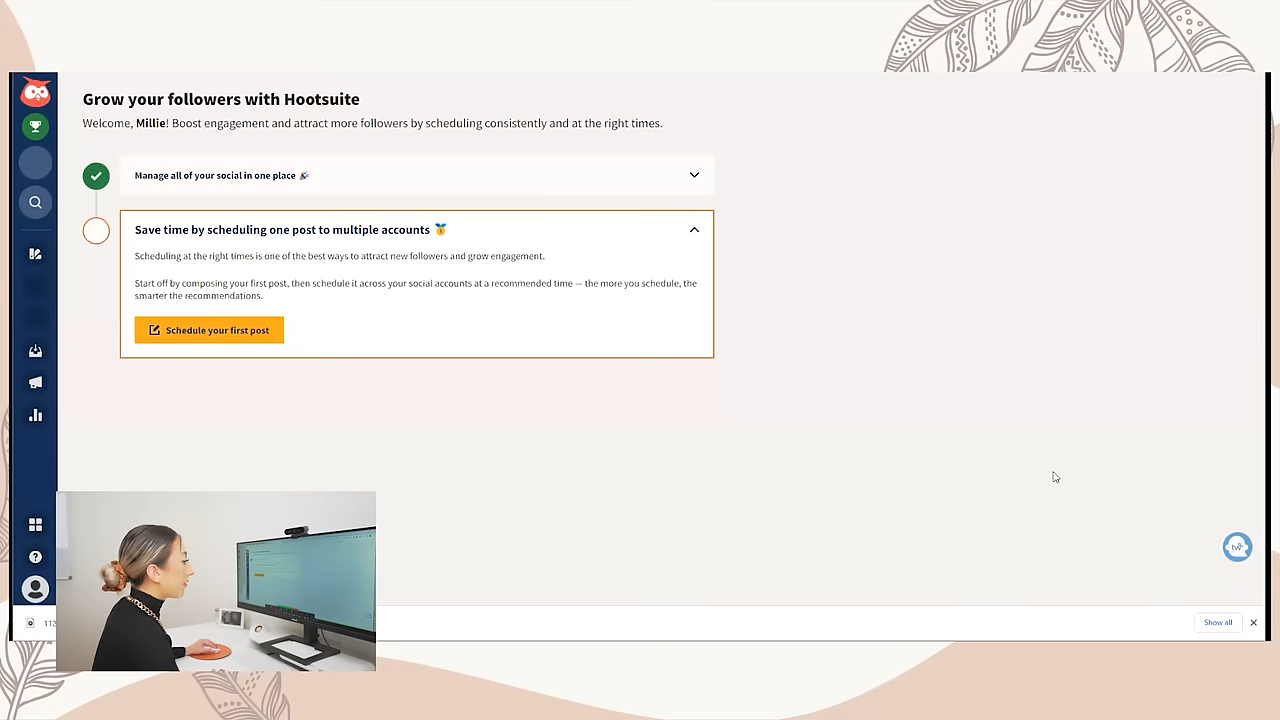 Grow your followers with Hootsuite
Welcome, Millie! Boost engagement and attract more followers by scheduling consistently and at the right times.
Manage all of your social in one place 🎉
Save time by scheduling one post to multiple accounts 🏅
Scheduling at the right times is one of the best ways to attract new followers and grow engagement.
Start off by composing your first post, then schedule it across your social accounts at a recommended time — the more you schedule, the
smarter the recommendations.
Schedule your first post
tw
112
Show all